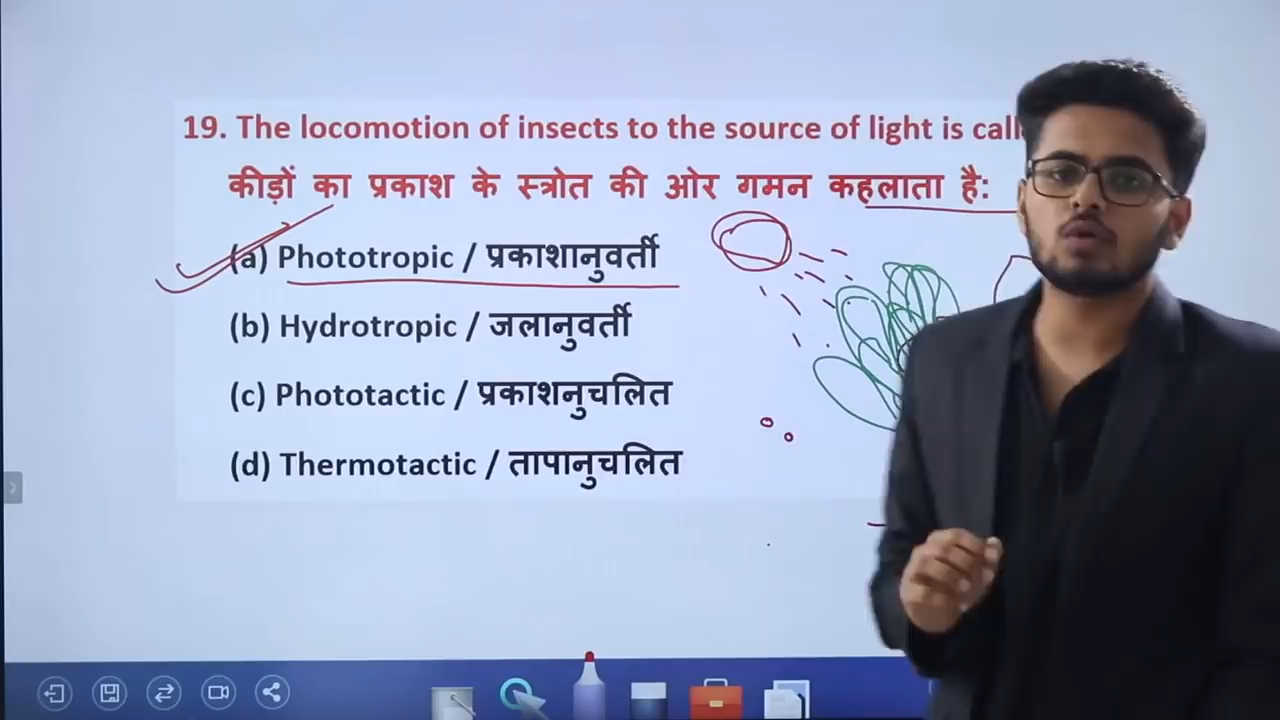 19. The locomotion of insects to the source of light is
कीड़ों का प्रकाश के स्त्रोत की ओर गमन कहलाता है:
(a) Phototropic / प्रकाशानुवर्ती
(b) Hydrotropic / जलानुवर्ती
(c) Phototactic / प्रकाशनुचलित
(d) Thermotactic / तापानुचलित